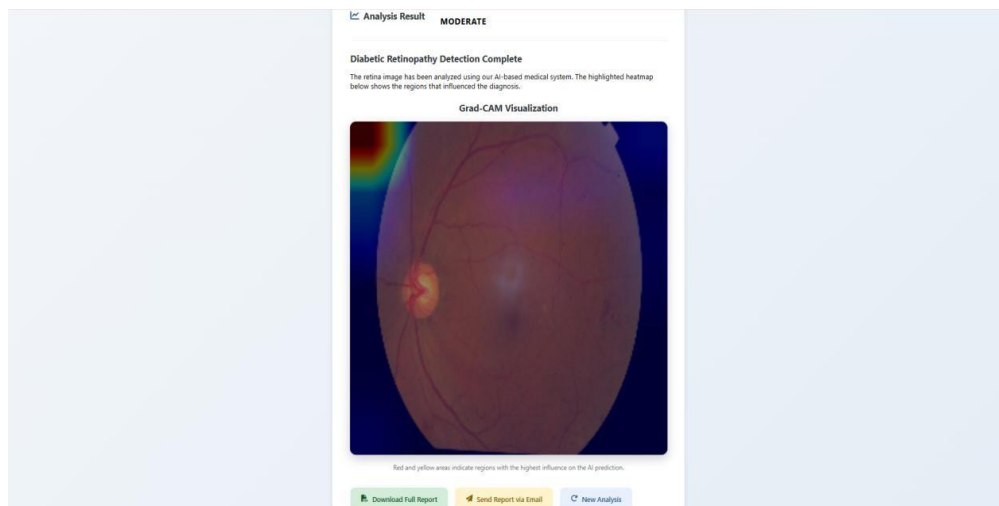 Analysis Result
MODERATE
Diabetic Retinopathy Detection Complete
The retina image has been analyzed using our AI-based medical system. The highlighted heatmap
below shows the regions that influenced the diagnosis.
Grad-CAM Visualization
Red and yellow areas indicate regions with the highest influence on the AI prediction.
Download Full Report
Send Report via Email
New Analysis